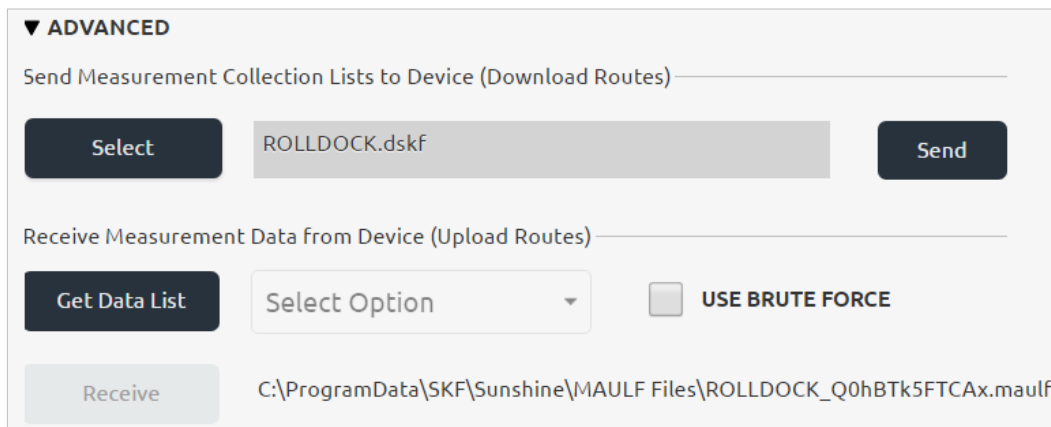 ▼ ADVANCED
Send Measurement Collection Lists to Device (Download Routes)
Select ROLLDOCK.dskf Send
Receive Measurement Data from Device (Upload Routes)
Get Data List Select Option USE BRUTE FORCE
Receive C:\ProgramData\SKF\Sunshine\MAULF Files\ROLLDOCK_Q0hBTk5FTCAx.maulf